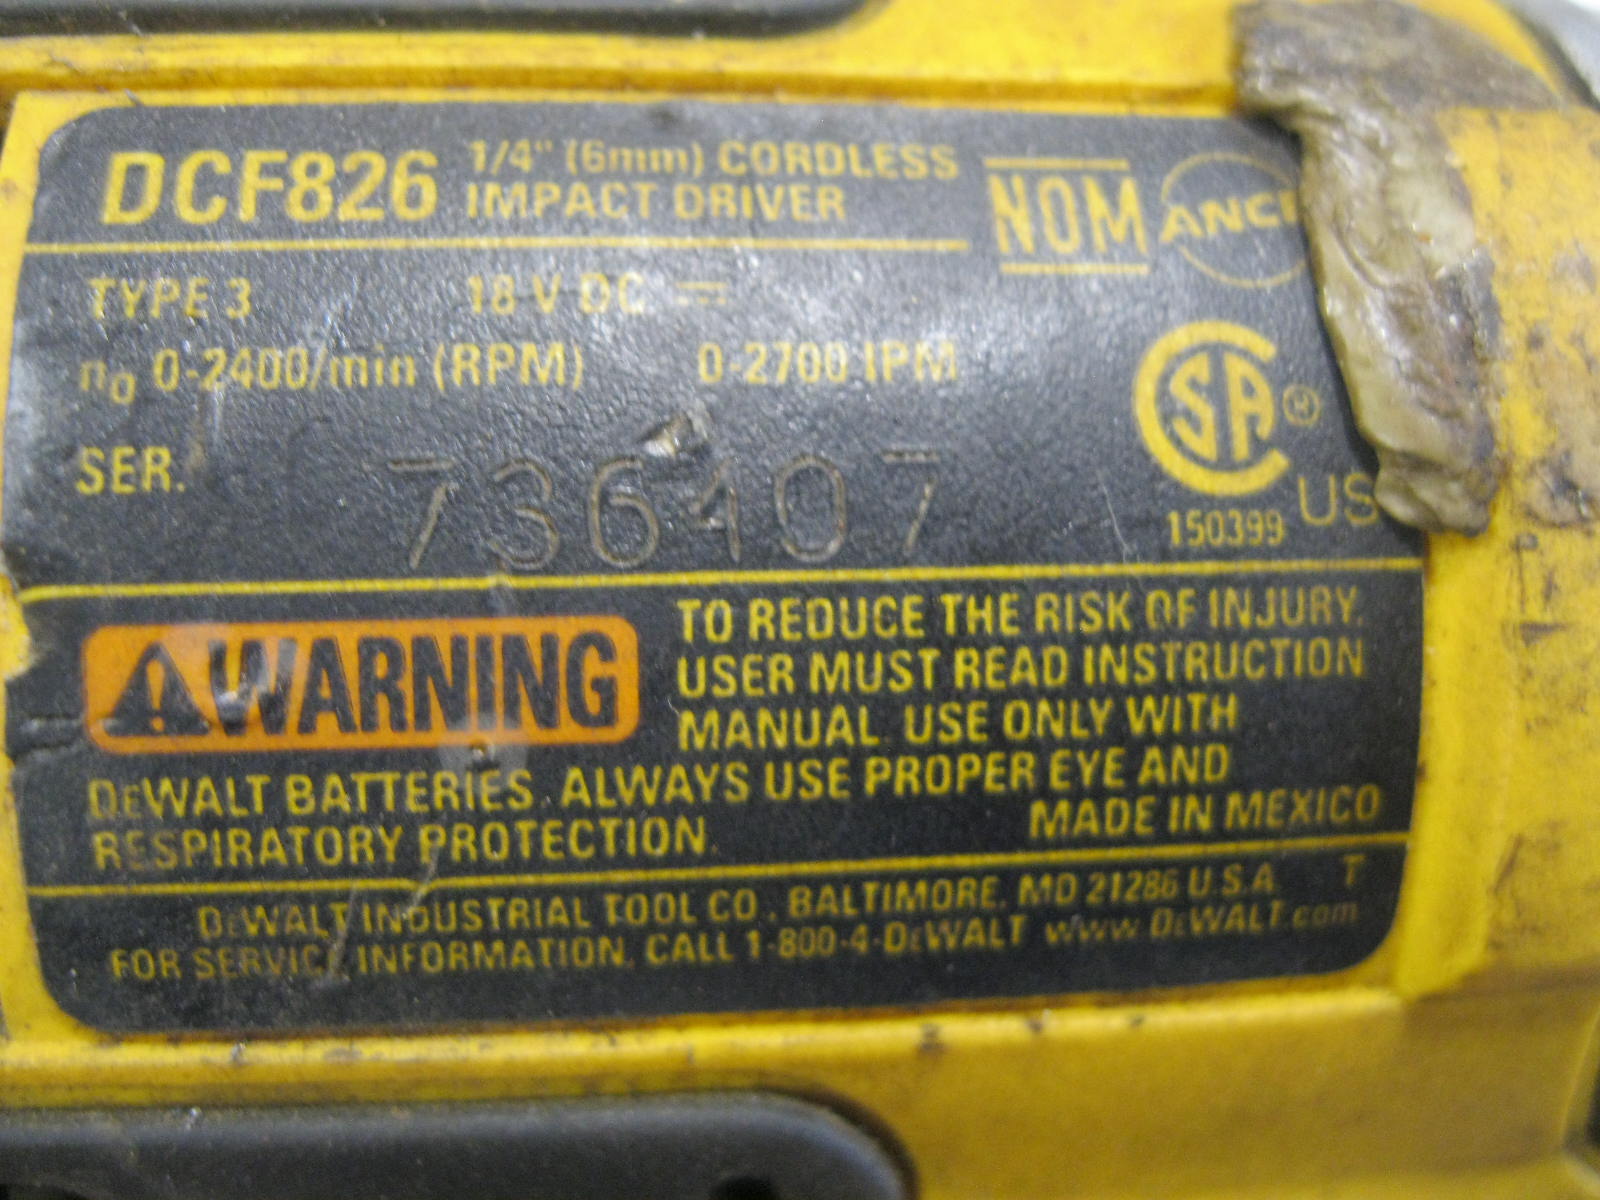 DCF826 1/4" (6mm) CORDLESS
IMPACT DRIVER
NOM ANCE
TYPE 3 18 V DC
n₀ 0-2400/min (RPM) 0-2700 IPM
SA ®
SER. 736407
US
150399
WARNING
TO REDUCE THE RISK OF INJURY,
USER MUST READ INSTRUCTION
MANUAL. USE ONLY WITH
DEWALT BATTERIES. ALWAYS USE PROPER EYE AND
RESPIRATORY PROTECTION.
MADE IN MEXICO
DEWALT INDUSTRIAL TOOL CO., BALTIMORE, MD 21286 U.S.A. T
FOR SERVICE INFORMATION, CALL 1-800-4-DEWALT www.DEWALT.com